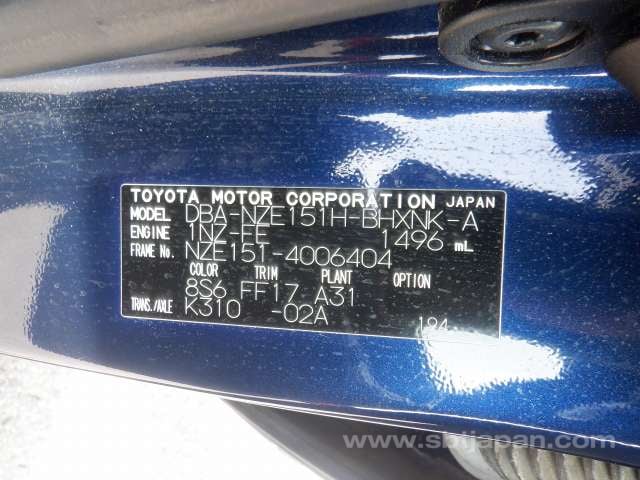 TOYOTA MOTOR CORPORATION JAPAN
MODEL DBA-NZE151H-BHXNK-A
ENGINE 1NZ-FE 1496 mL
FRAME No. NZE151-4006404
COLOR TRIM PLANT OPTION
8S6 FF17 A31
TRANS./AXLE K310 -02A
194
www.sbtjapan.com